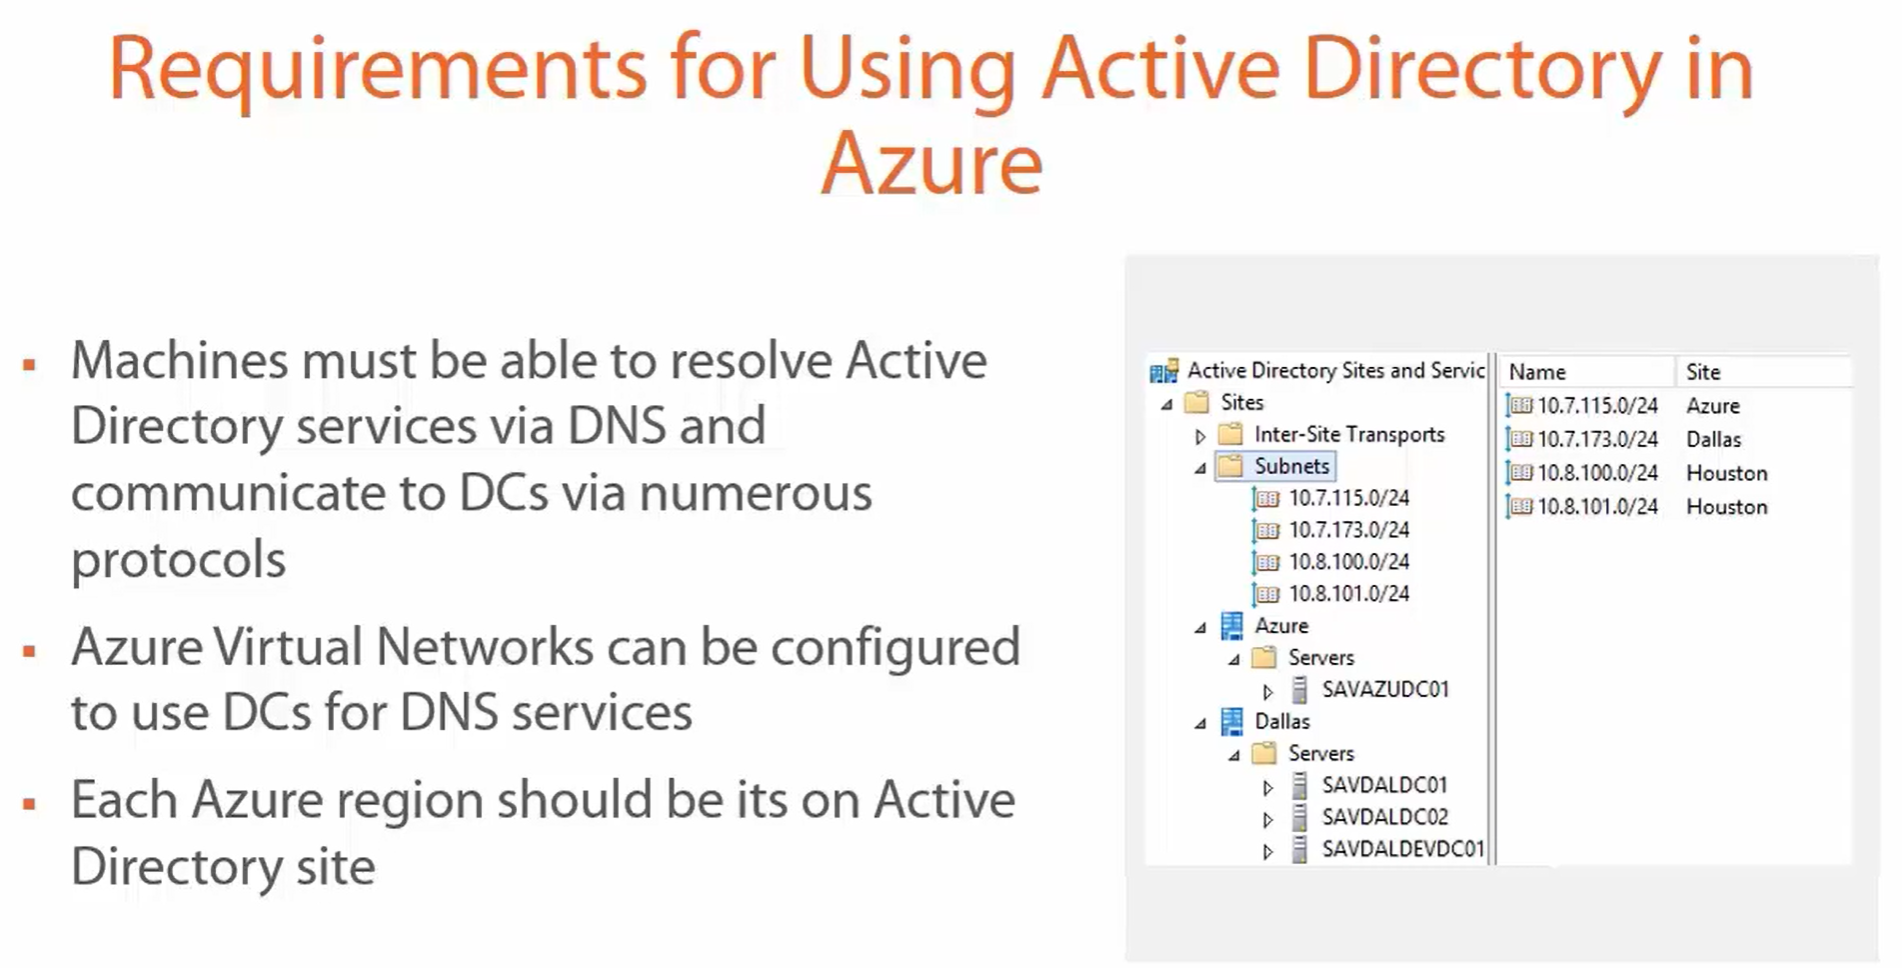 Requirements for Using Active Directory in
Azure
Machines must be able to resolve Active
Directory services via DNS and
communicate to DCs via numerous
protocols
Azure Virtual Networks can be configured
to use DCs for DNS services
Each Azure region should be its on Active
Directory site
Active Directory Sites and Servic
Sites
Inter-Site Transports
Subnets
10.7.115.0/24
10.7.173.0/24
10.8.100.0/24
10.8.101.0/24
Azure
Servers
SAVAZUDC01
Dallas
Servers
SAVDALDC01
SAVDALDC02
SAVDALDEVDC01
Name Site
10.7.115.0/24 Azure
10.7.173.0/24 Dallas
10.8.100.0/24 Houston
10.8.101.0/24 Houston